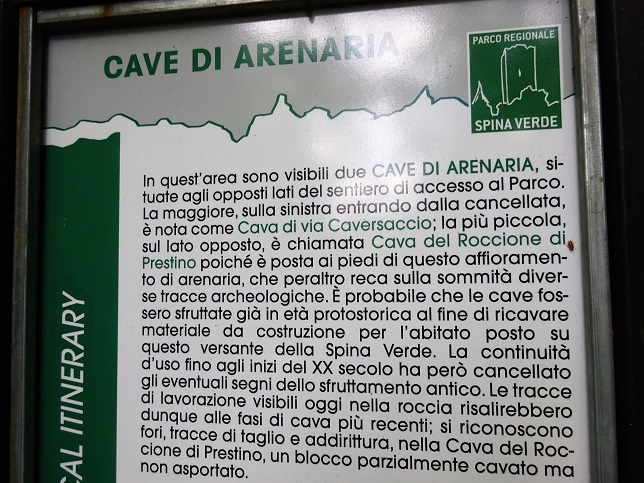 CAVE DI ARENARIA
PARCO REGIONALE
SPINA VERDE
In quest'area sono visibili due CAVE DI ARENARIA, si-
tuate agli opposti lati del sentiero di accesso al Parco.
La maggiore, sulla sinistra entrando dalla cancellata,
è nota come Cava di via Caversaccio; la più piccola,
sul lato opposto, è chiamata Cava del Roccione di
Prestino poiché è posta ai piedi di questo affioramen-
to di arenaria, che peraltro reca sulla sommità diver-
se tracce archeologiche. È probabile che le cave fos-
sero sfruttate già in età protostorica al fine di ricavare
materiale da costruzione per l'abitato posto su
questo versante della Spina Verde. La continuità
d'uso fino agli inizi del XX secolo ha però cancellato
gli eventuali segni dello sfruttamento antico. Le tracce
di lavorazione visibili oggi nella roccia risalirebbero
dunque alle fasi di cava più recenti; si riconoscono
fori, tracce di taglio e addirittura, nella Cava del Roc-
cione di Prestino, un blocco parzialmente cavato ma
non asportato.
CAL ITINERARY